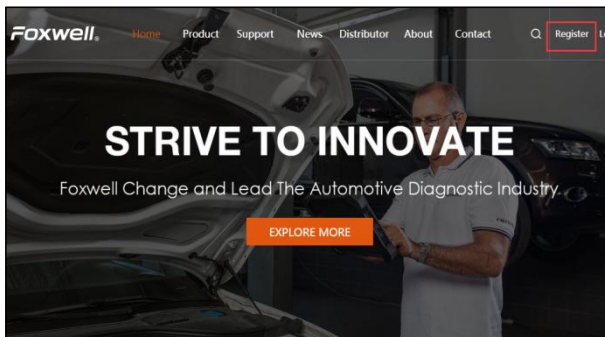 FOXWell®
Home Product Support News Distributor About Contact Register
STRIVE TO INNOVATE
Foxwell Change and Lead The Automotive Diagnostic Industry.
EXPLORE MORE